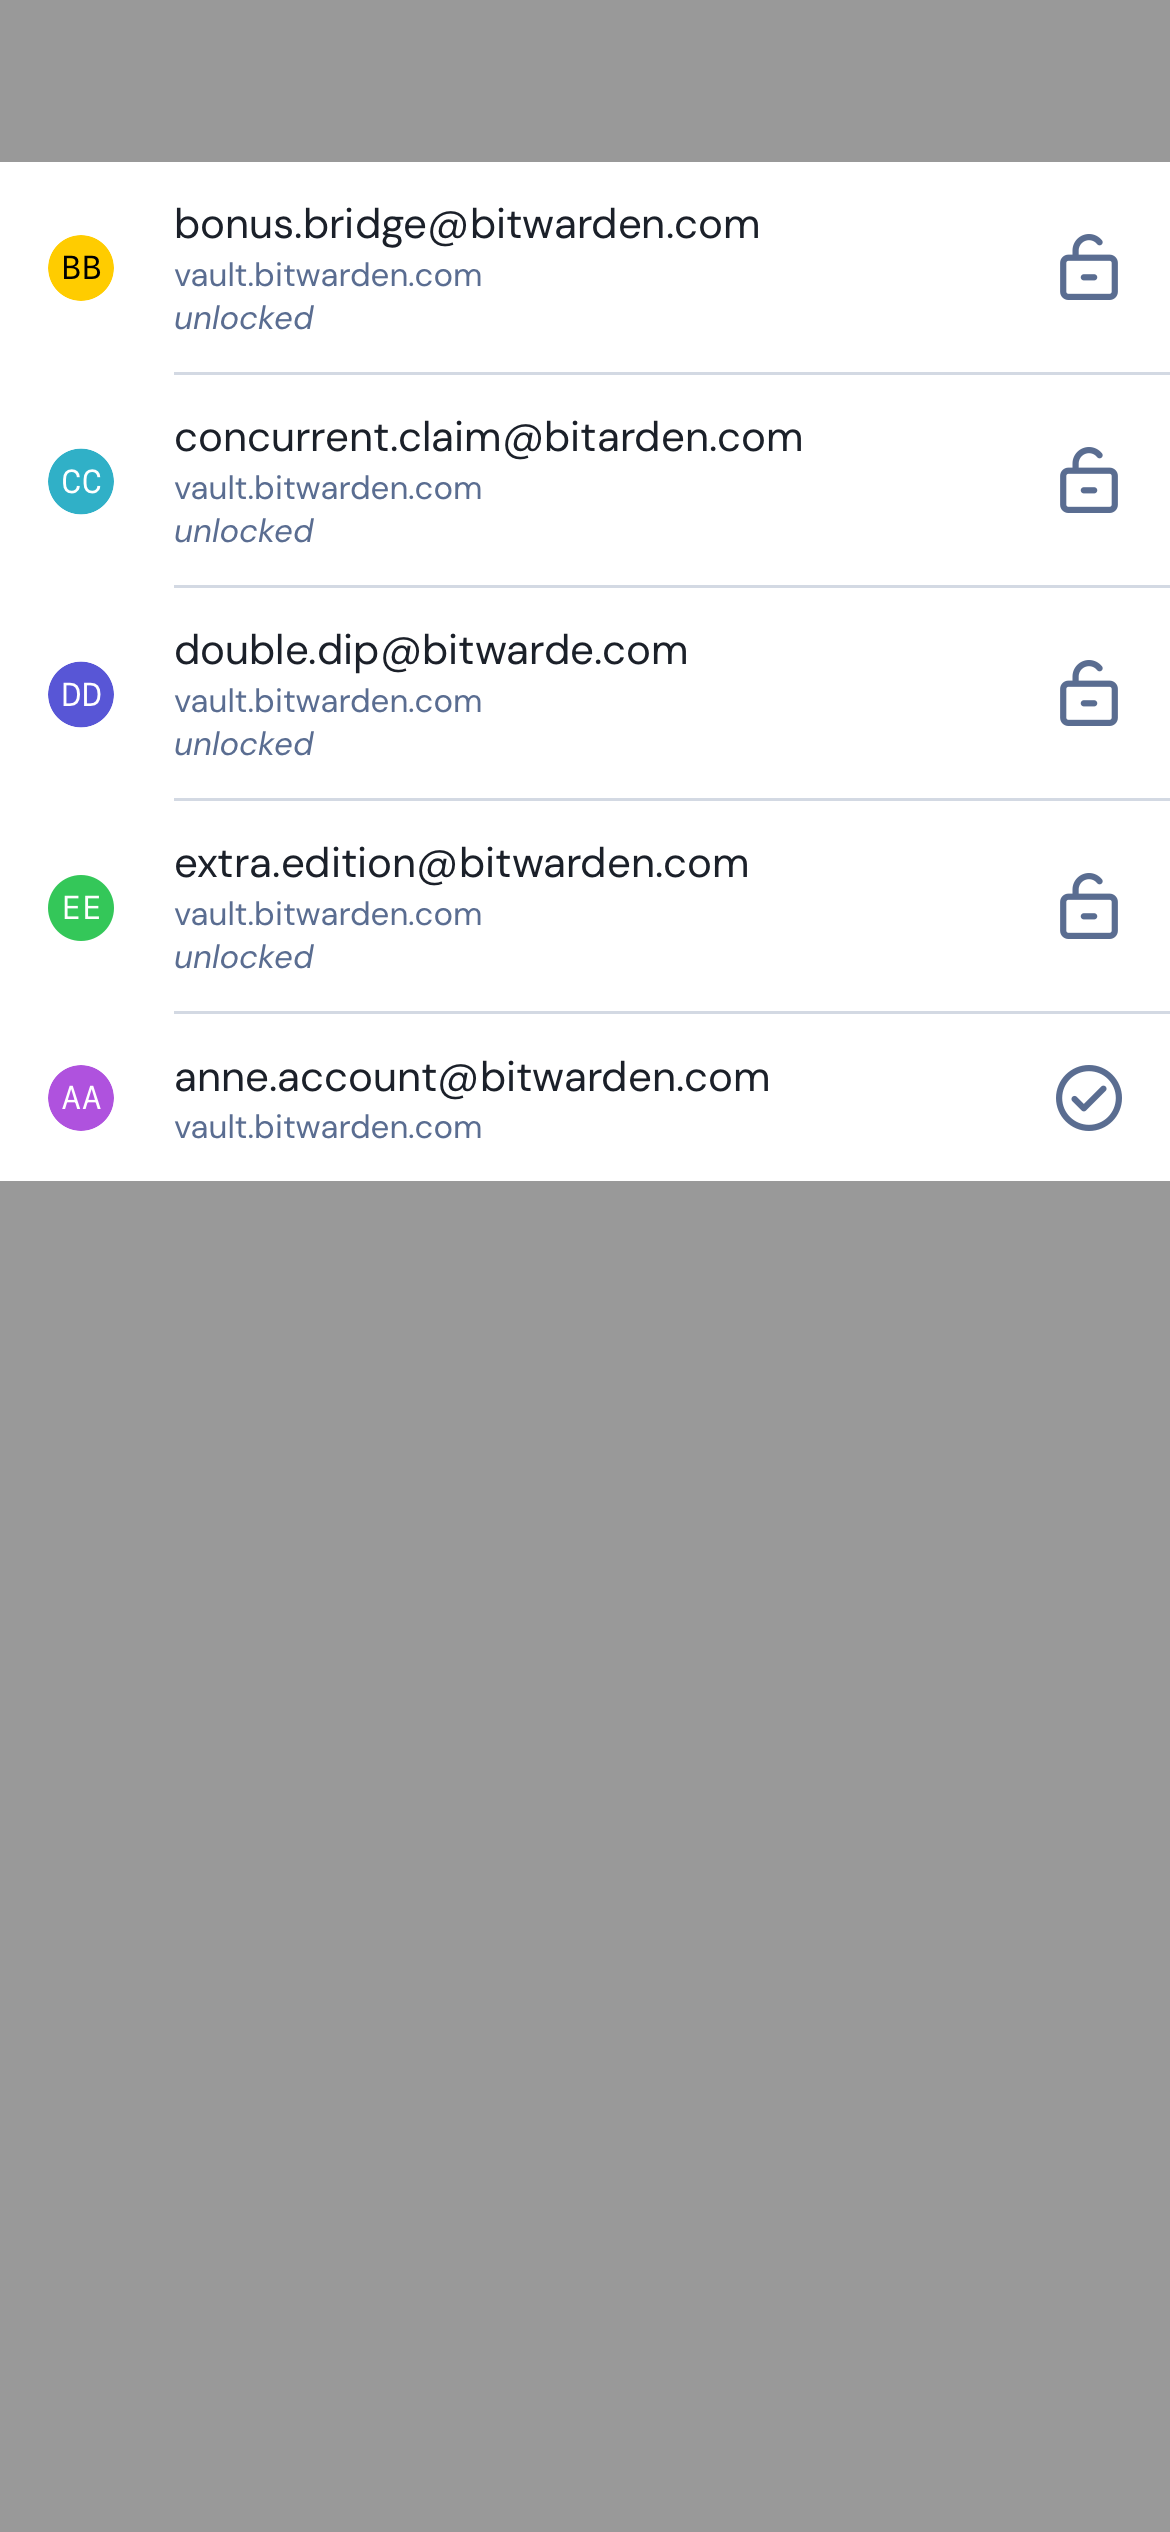 BB
bonus.bridge@bitwarden.com
vault.bitwarden.com
unlocked
CC
concurrent.claim@bitarden.com
vault.bitwarden.com
unlocked
DD
double.dip@bitwarde.com
vault.bitwarden.com
unlocked
EE
extra.edition@bitwarden.com
vault.bitwarden.com
unlocked
AA
anne.account@bitwarden.com
vault.bitwarden.com